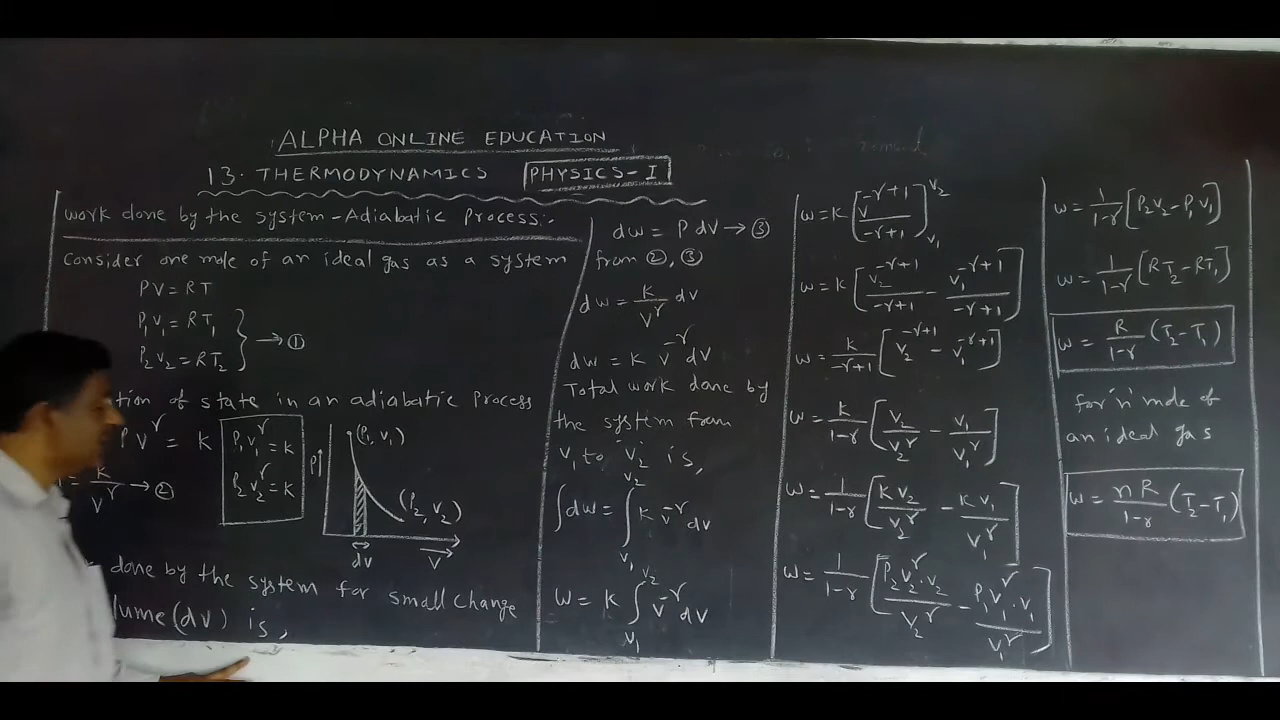 ALPHA ONLINE EDUCATION
13. THERMODYNAMICS PHYSICS-I
Work done by the system-Adiabatic Process:-
Consider one mole of an ideal gas as a system
PV = RT
P₁V₁ = RT₁
P₂V₂ = RT₂ } → ①
tion of state in an adiabatic process
PV^γ = K
P₁V₁^γ = K
P₂V₂^γ = K
= K/V^γ → ②
(P₁, V₁)
P↑
(P₂, V₂)
dv V
done by the system for small change
lume (dv) is,
dw = P dV → ③
from ②, ③
dw = K/V^γ dV
dw = K V^-γ dV
Total work done by
the system from
V₁ to V₂ is,
∫dw = ∫_V₁^V₂ K V^-γ dV
W = K ∫_V₁^V₂ V^-γ dV
W = K [V^-γ+1/-γ+1]_V₁^V₂
W = K [V₂^-γ+1/-γ+1 - V₁^-γ+1/-γ+1]
W = K/-γ+1 [V₂^-γ+1 - V₁^-γ+1]
W = K/1-γ [V₂/V₂^γ - V₁/V₁^γ]
W = 1/1-γ [KV₂/V₂^γ - KV₁/V₁^γ]
W = 1/1-γ [P₂V₂^γ.V₂/V₂^γ - P₁V₁^γ.V₁/V₁^γ]
W = 1/1-γ [P₂V₂ - P₁V₁]
W = 1/1-γ [RT₂ - RT₁]
W = R/1-γ (T₂ - T₁)
for 'n' mole of
an ideal gas
W = nR/1-γ (T₂ - T₁)